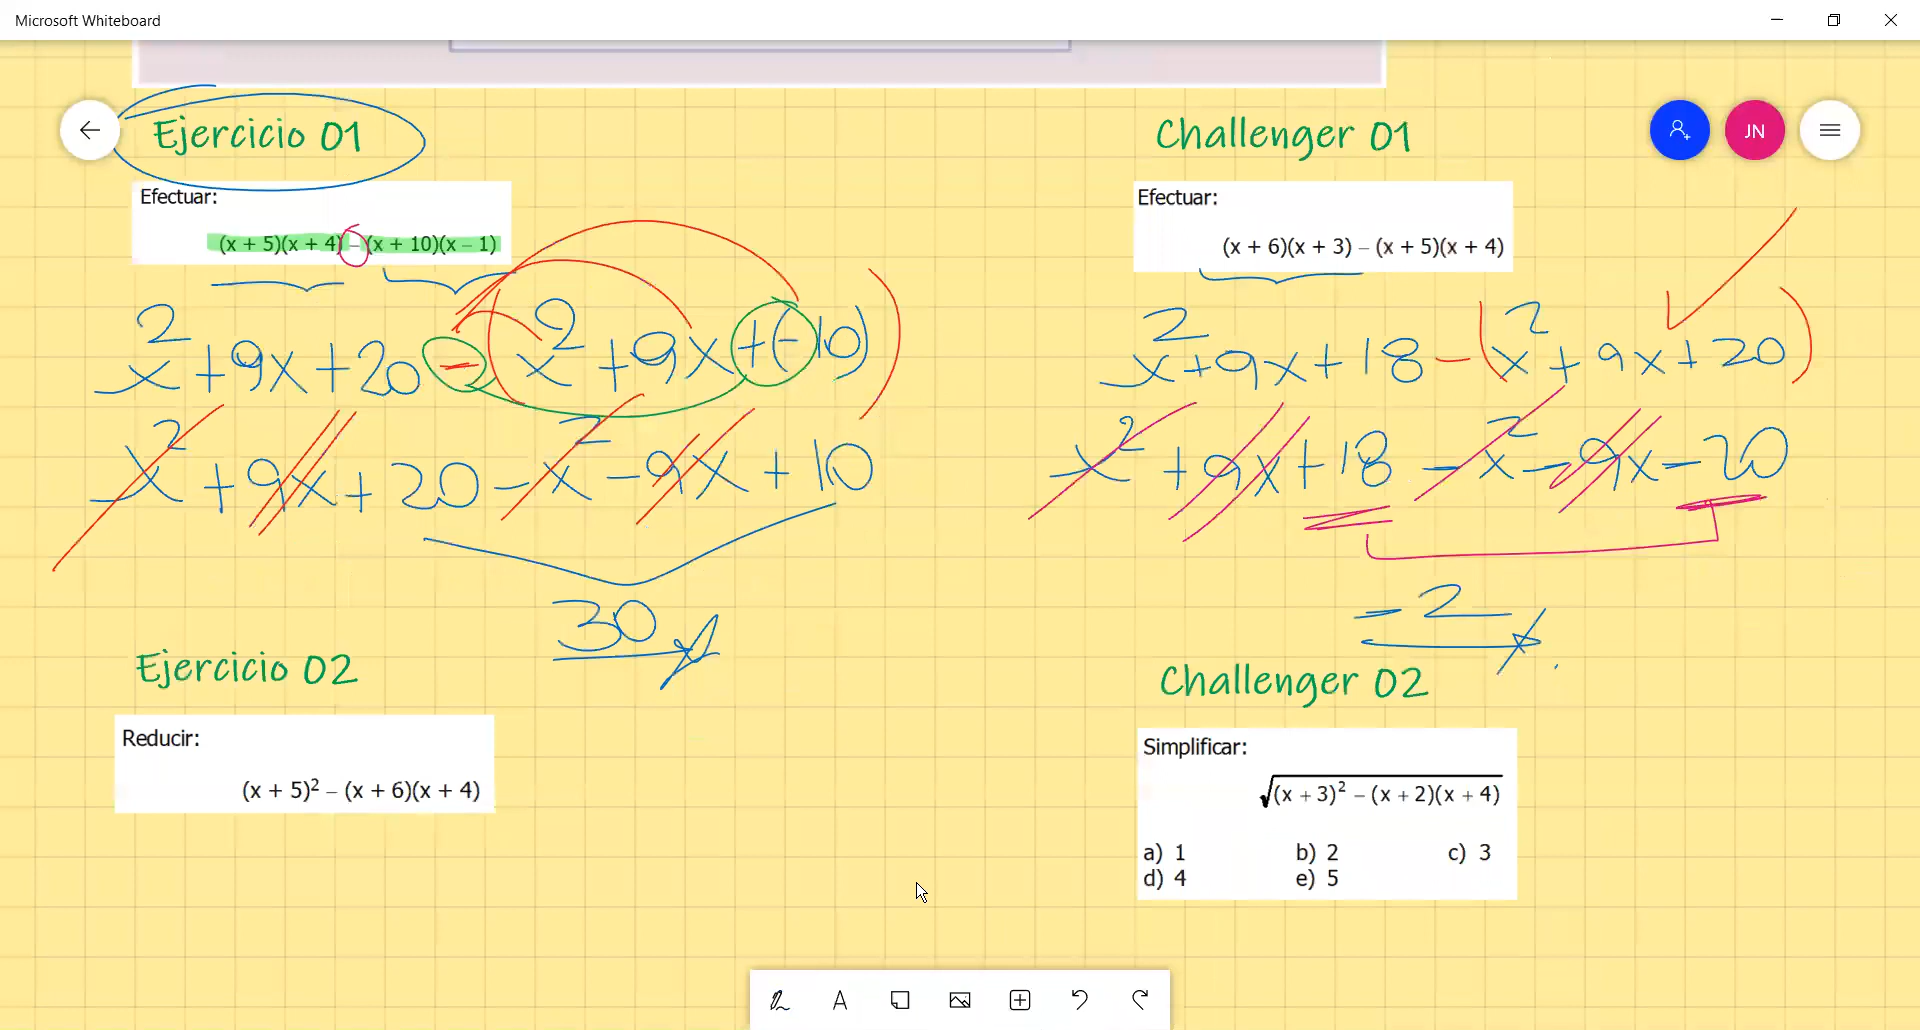 Microsoft Whiteboard
Ejercicio 01
Efectuar:
(x + 5)(x + 4) – (x + 10)(x – 1)
x² + 9x + 20 - (x² + 9x + (-10))
x² + 9x + 20 - x² - 9x + 10
30
Ejercicio 02
Reducir:
(x + 5)² – (x + 6)(x + 4)
Challenger 01
JN
Efectuar:
(x + 6)(x + 3) – (x + 5)(x + 4)
x² + 9x + 18 - (x² + 9x + 20)
x² + 9x + 18 - x² - 9x - 20
= 2
Challenger 02
Simplificar:
√(x + 3)² – (x + 2)(x + 4)
a) 1 b) 2 c) 3
d) 4 e) 5
A